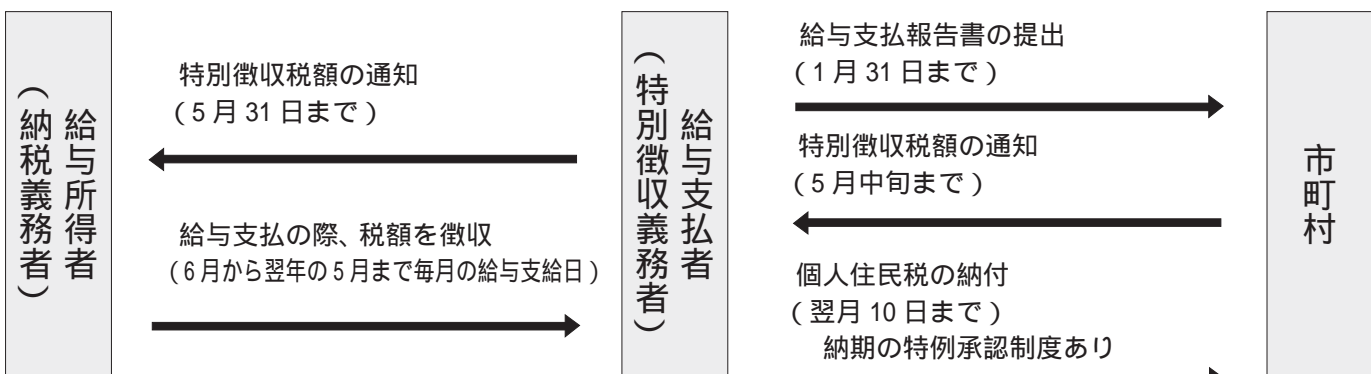 給与所得者
（納税義務者）
特別徴収税額の通知
（5月31日まで）
給与支払の際、税額を徴収
（6月から翌年の5月まで毎月の給与支給日）
給与支払者
（特別徴収義務者）
給与支払報告書の提出
（1月31日まで）
特別徴収税額の通知
（5月中旬まで）
個人住民税の納付
（翌月10日まで）
納期の特例承認制度あり
市町村